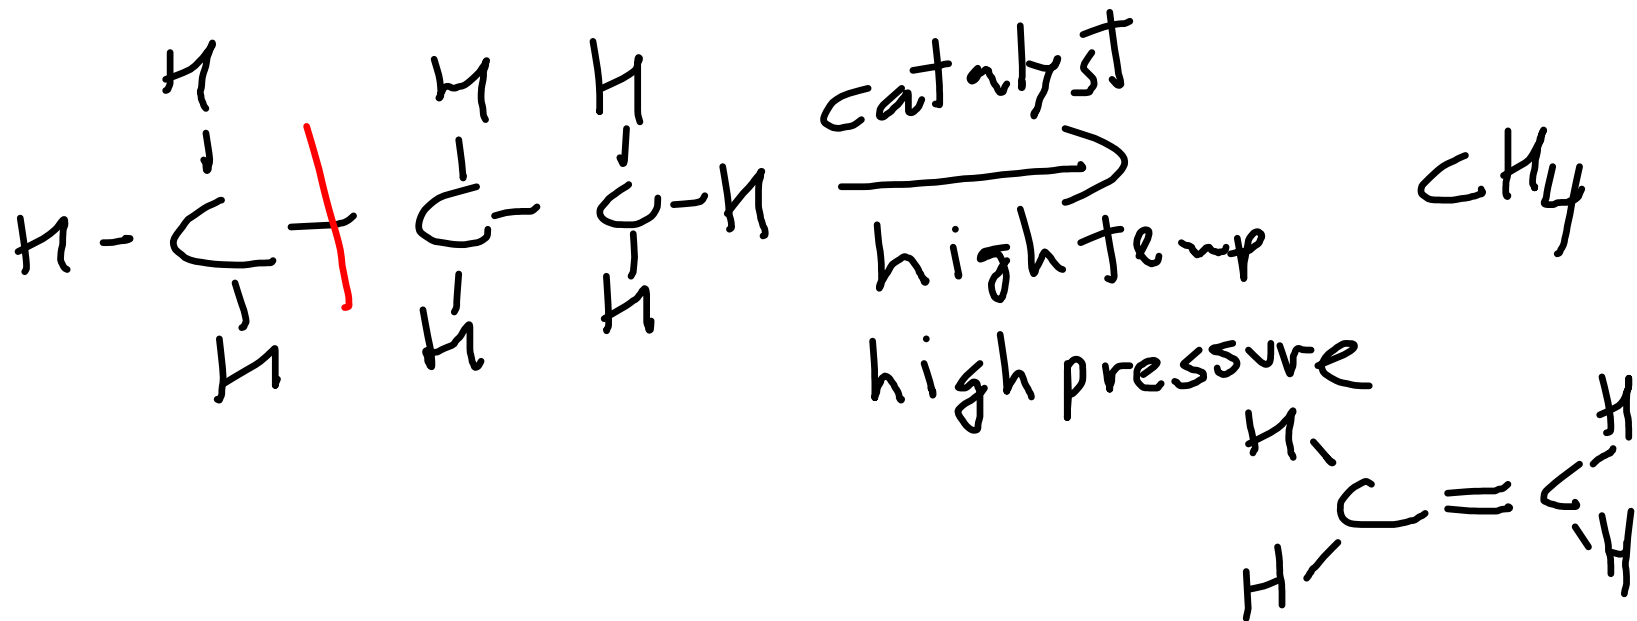 H H H
H - C - C - C - H
H H H
catalyst
high temp
high pressure
CH4
H H
C = C
H H